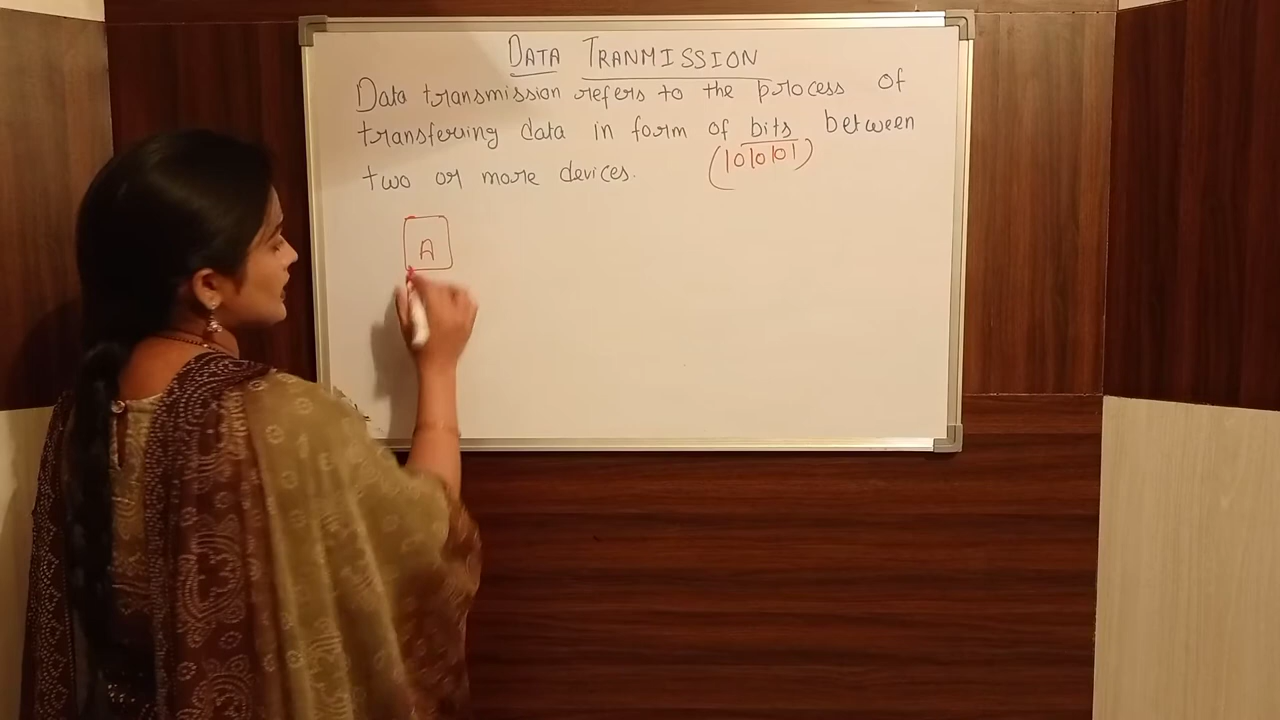 DATA TRANMISSION
Data transmission refers to the process of
transferring data in form of bits between
two or more devices. (1010101)
A